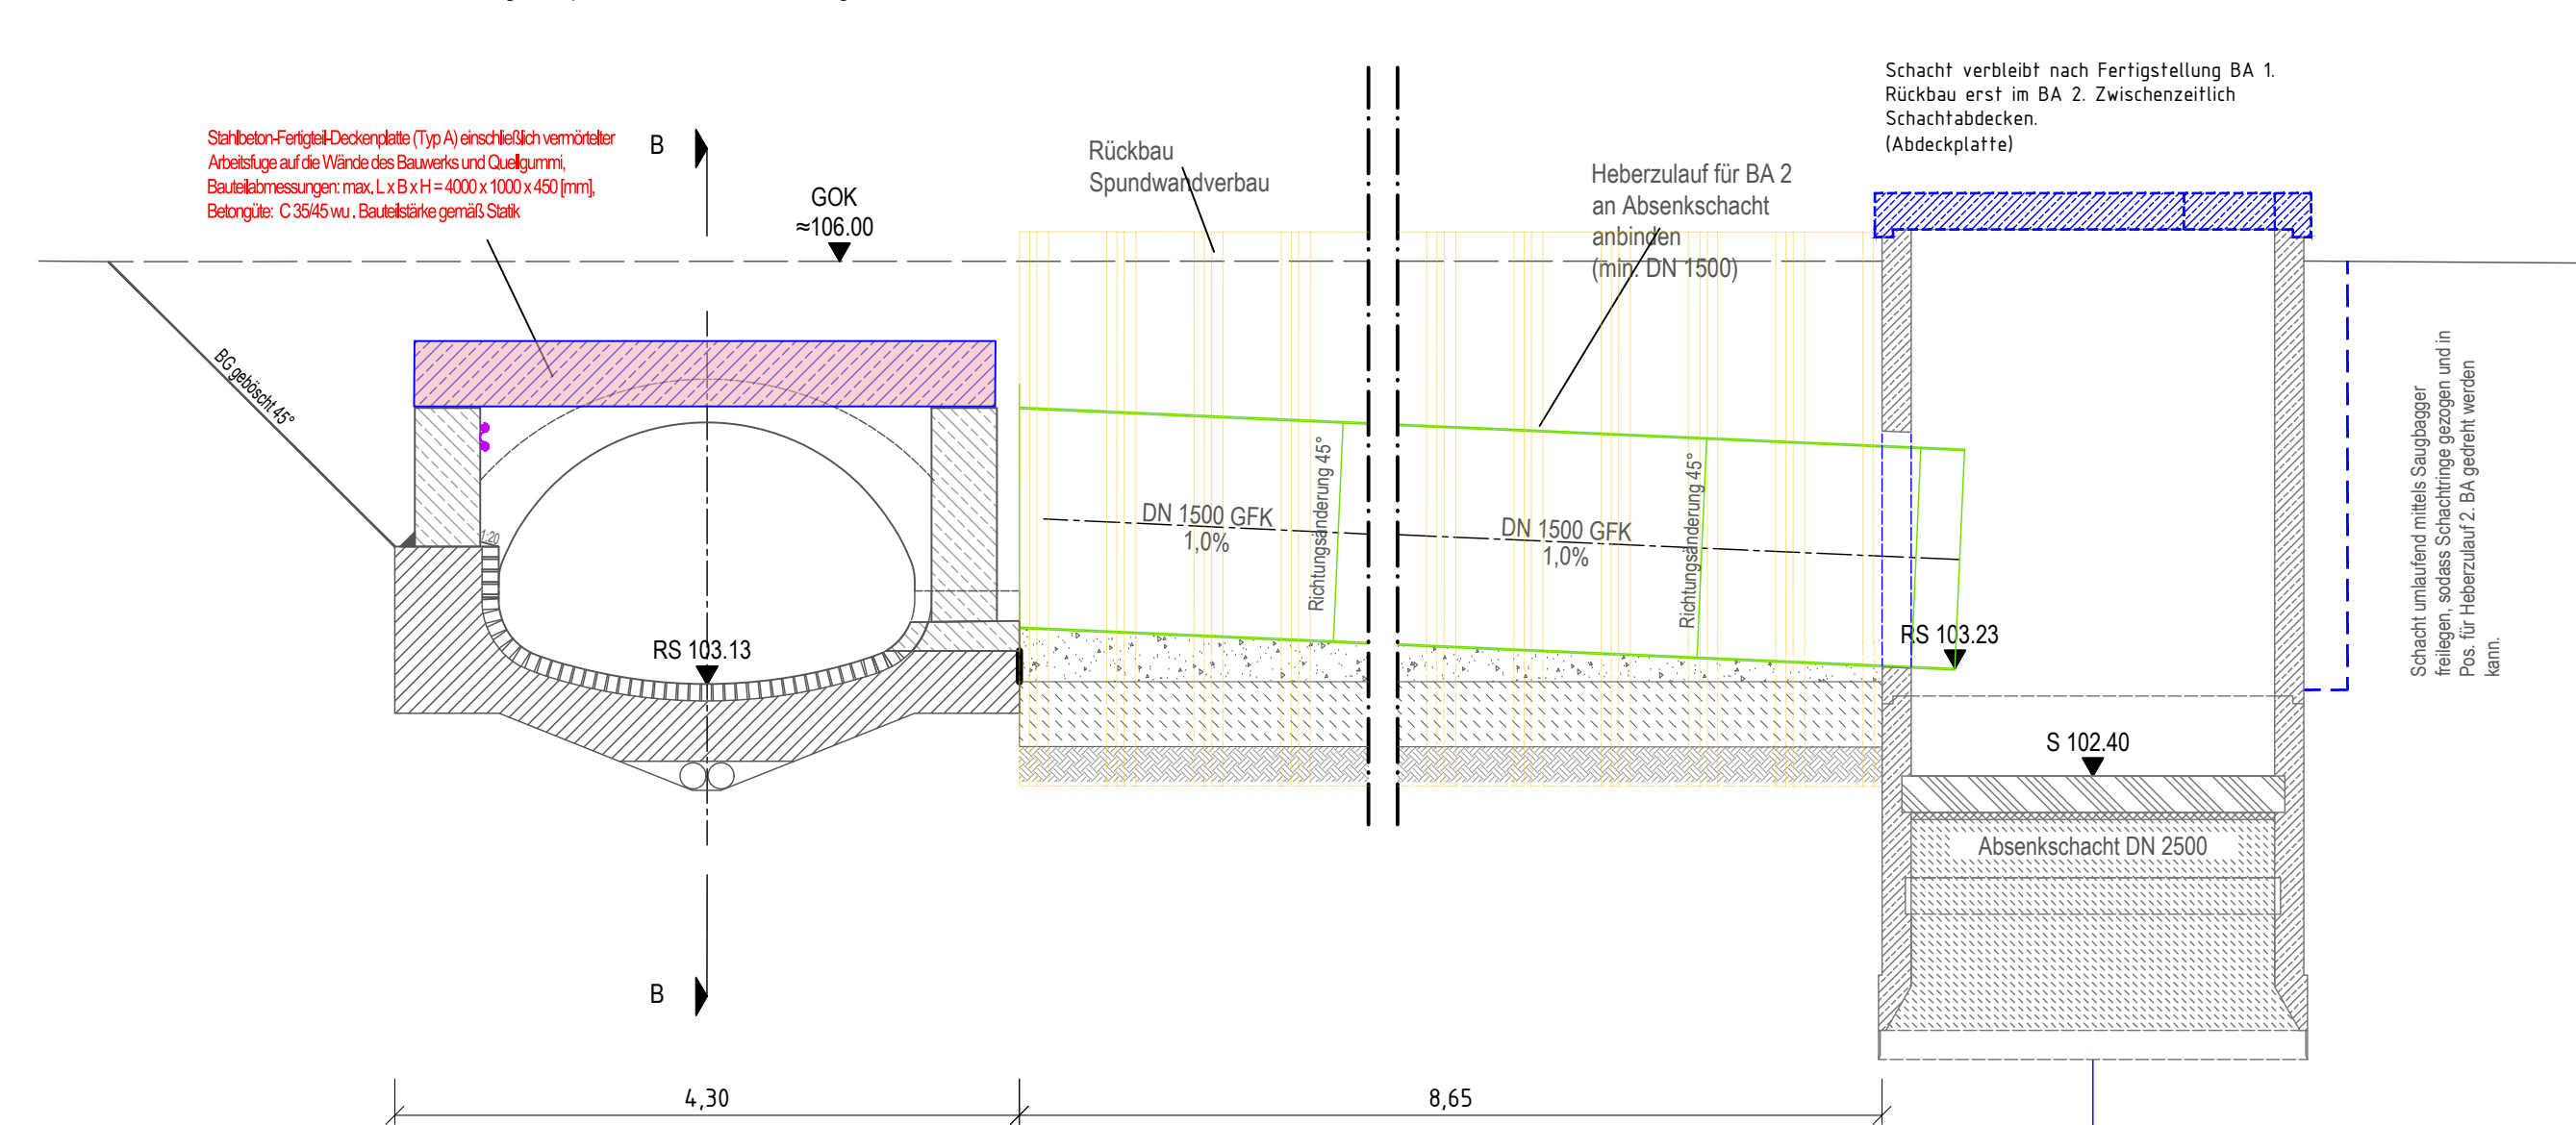 Schacht verbleibt nach Fertigstellung BA 1.
Rückbau erst im BA 2. Zwischenzeitlich
Schachtabdecken.
(Abdeckplatte)
Stahlbeton-Fertigteil-Deckenplatte (Typ A) einschließlich vermörtelter
Arbeitsfuge auf die Wände des Bauwerks und Quellgummi,
Bauteilabmessungen: max. L x B x H = 4000 x 1000 x 450 [mm],
Betongüte: C 35/45 wu . Bauteilstärke gemäß Statik
B
GOK
≈106.00
Rückbau
Spundwandverbau
Heberzulauf für BA 2
an Absenkschacht
anbinden
(min. DN 1500)
BG geböscht 45°
1:20
RS 103.13
DN 1500 GFK
1,0%
Richtungsänderung 45°
DN 1500 GFK
1,0%
Richtungsänderung 45°
RS 103.23
S 102.40
Absenkschacht DN 2500
Schacht umlaufend mittels Saugbagger
freilegen, sodass Schachtringe gezogen und in
Pos. für Heberzulauf 2. BA gedreht werden
kann.
B
4,30
8,65